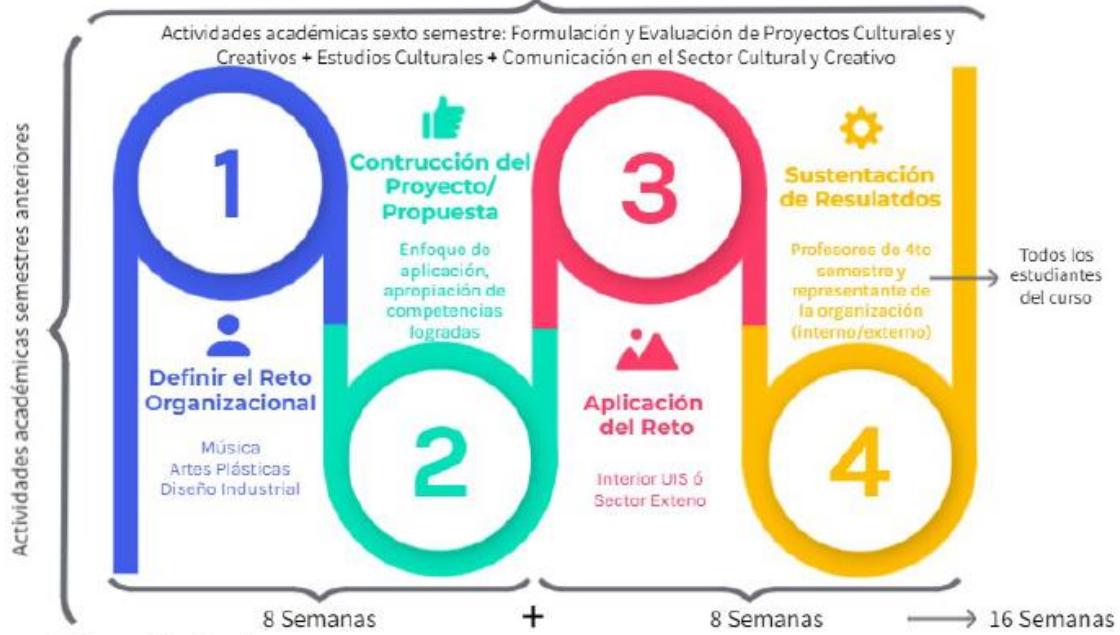 Actividades académicas sexto semestre: Formulación y Evaluación de Proyectos Culturales y
Creativos + Estudios Culturales + Comunicación en el Sector Cultural y Creativo
Actividades académicas semestres anteriores
1
Definir el Reto
Organizacional
Música
Artes Plásticas
Diseño Industrial
Contrucción del
Proyecto/
Propuesta
Enfoque de
aplicación,
apropiación de
competencias
logradas
2
3
Aplicación
del Reto
Interior UIS ó
Sector Exteno
Sustentación
de Resulatdos
Profesores de 4to
semestre y
representante de
la organización
(interno/externo)
4
Todos los
estudiantes
del curso
8 Semanas
+
8 Semanas
16 Semanas